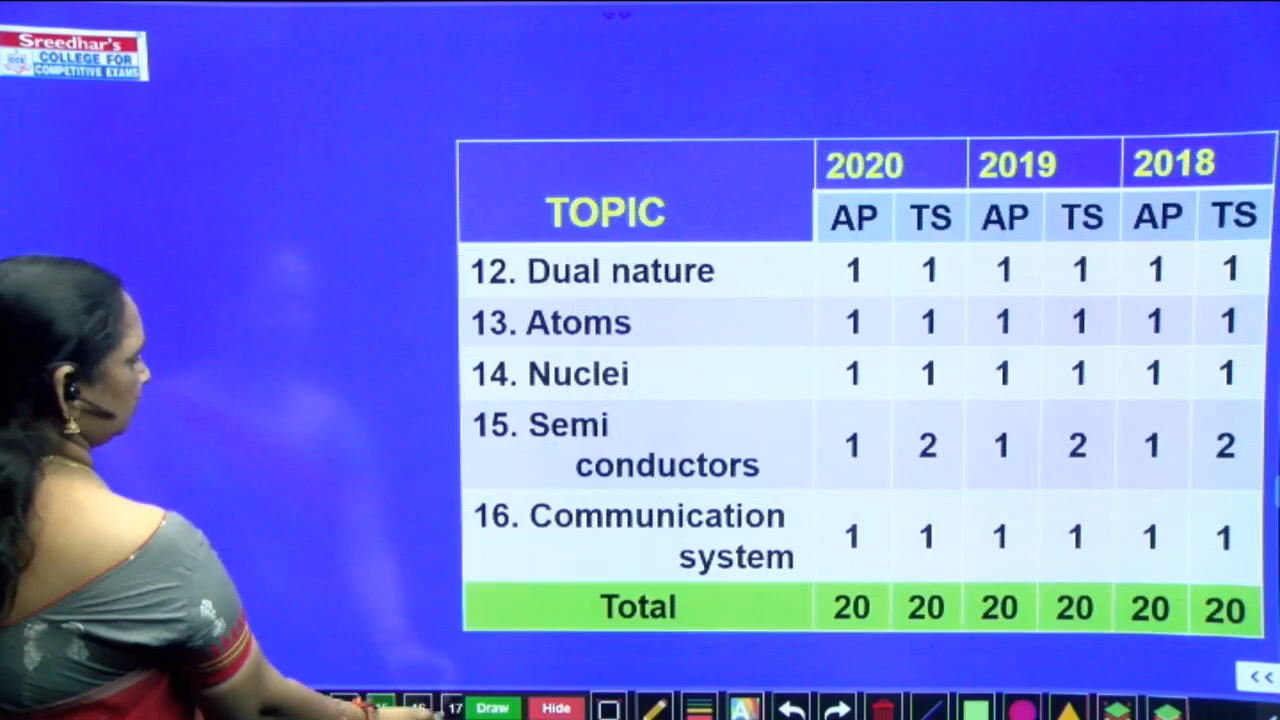 Sreedhar's
CCE
COLLEGE FOR
COMPETITIVE EXAMS
TOPIC 2020 2019 2018
AP TS AP TS AP TS
12. Dual nature 1 1 1 1 1 1
13. Atoms 1 1 1 1 1 1
14. Nuclei 1 1 1 1 1 1
15. Semi
conductors 1 2 1 2 1 2
16. Communication
system 1 1 1 1 1 1
Total 20 20 20 20 20 20
<<
17 Draw Hide A